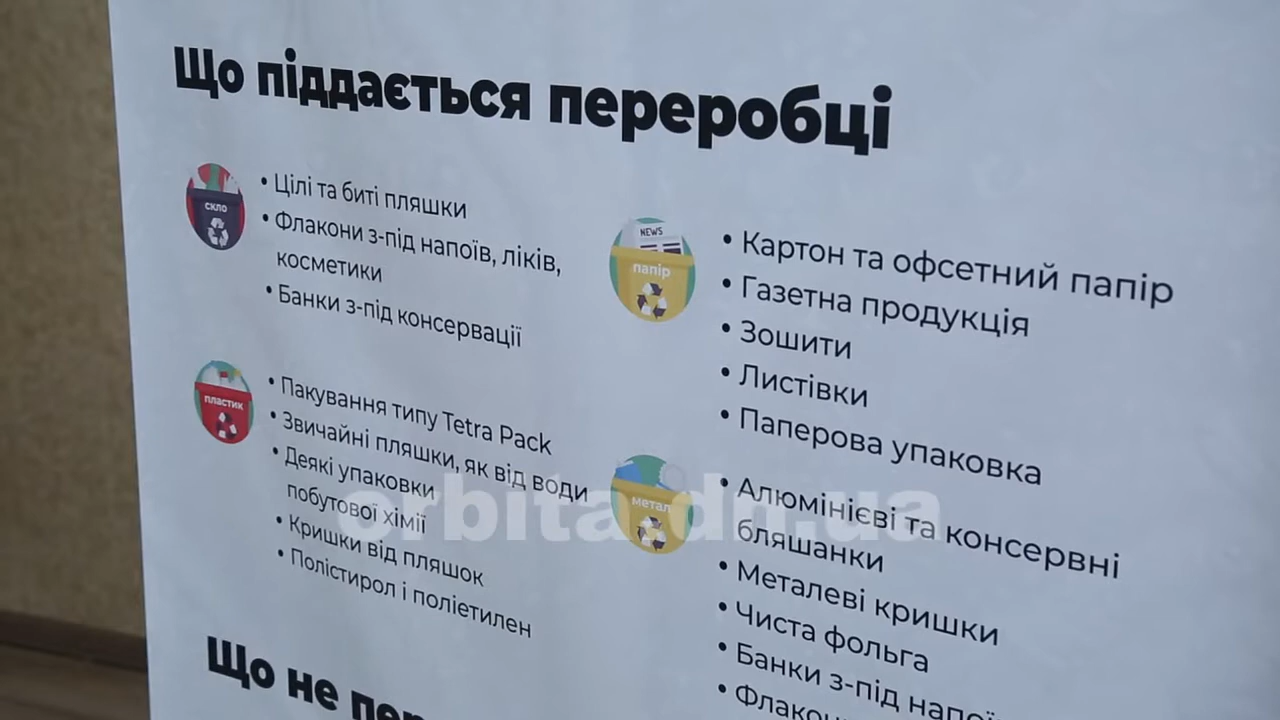 Що піддається переробці
скло
• Цілі та биті пляшки
• Флакони з-під напоїв, ліків,
косметики
• Банки з-під консервації
пластик
• Пакування типу Tetra Pack
• Звичайні пляшки, як від води
• Деякі упаковки
побутової хімії
• Кришки від пляшок
• Полістирол і поліетилен
NEWS
папір
• Картон та офсетний папір
• Газетна продукція
• Зошити
• Листівки
• Паперова упаковка
метал
• Алюмінієві та консервні
бляшанки
• Металеві кришки
• Чиста фольга
• Банки з-під
Що не
orbita.dn.ua